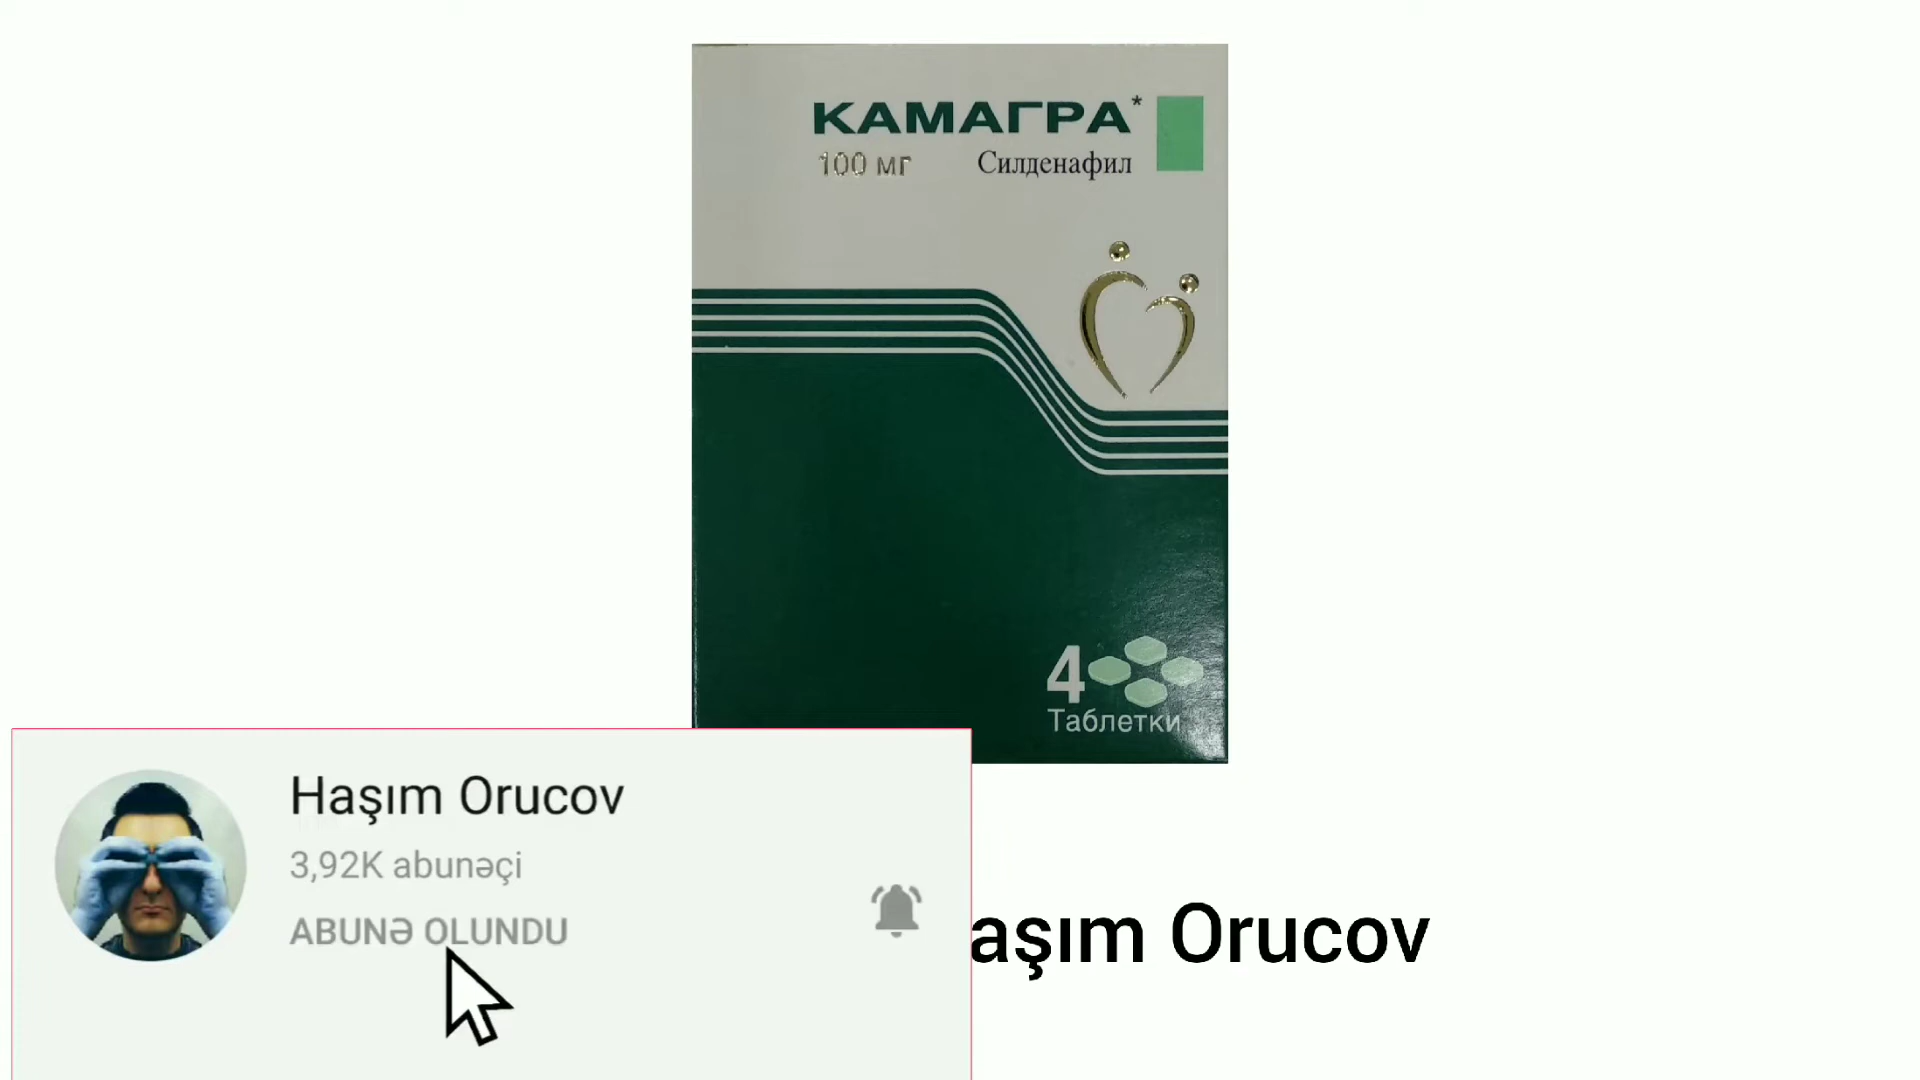 КАМАГРА*
100 мг Силденафил
4
Таблетки
Haşım Orucov
3,92K abunəçi
ABUNƏ OLUNDU
aşım Orucov